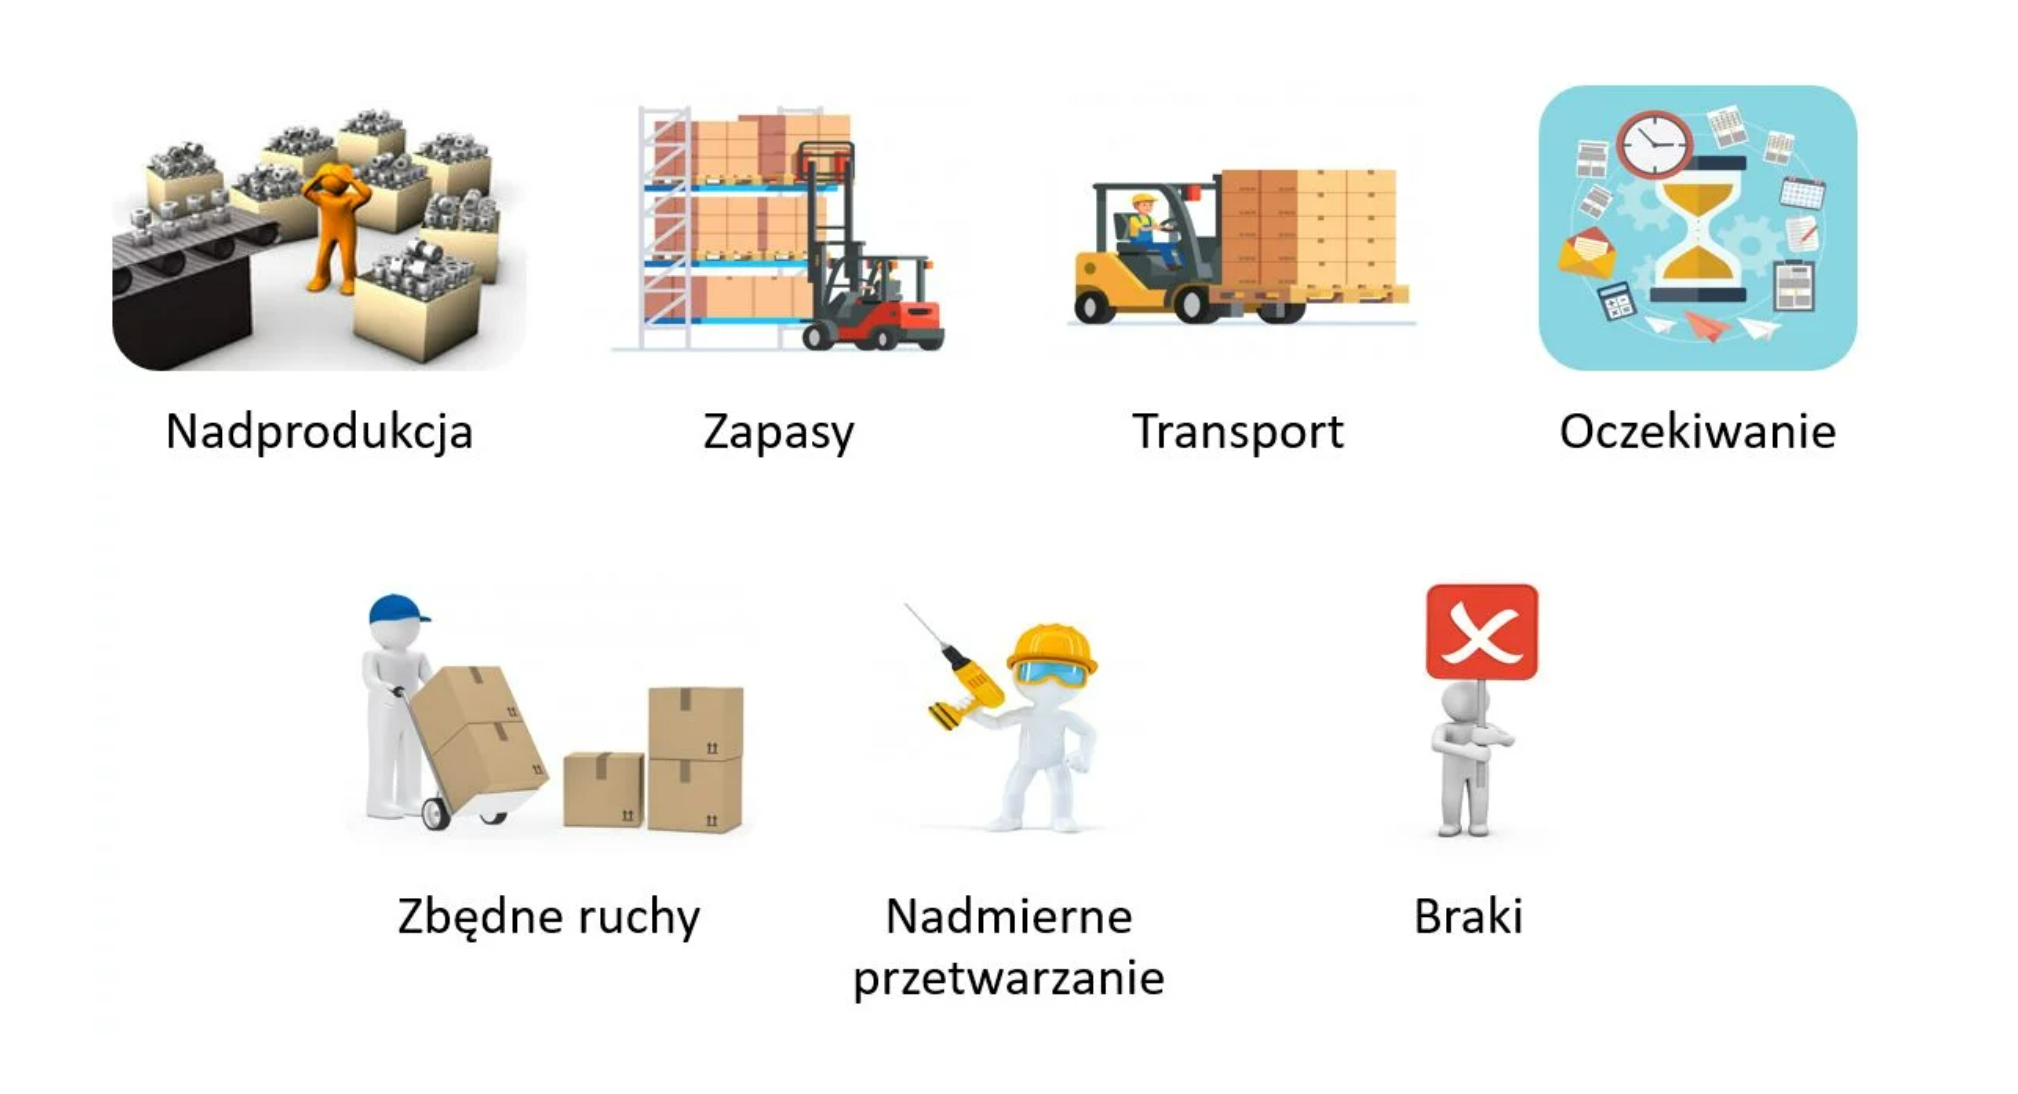 Nadprodukcja
Zapasy
Transport
Oczekiwanie
Zbędne ruchy
Nadmierne
przetwarzanie
Braki